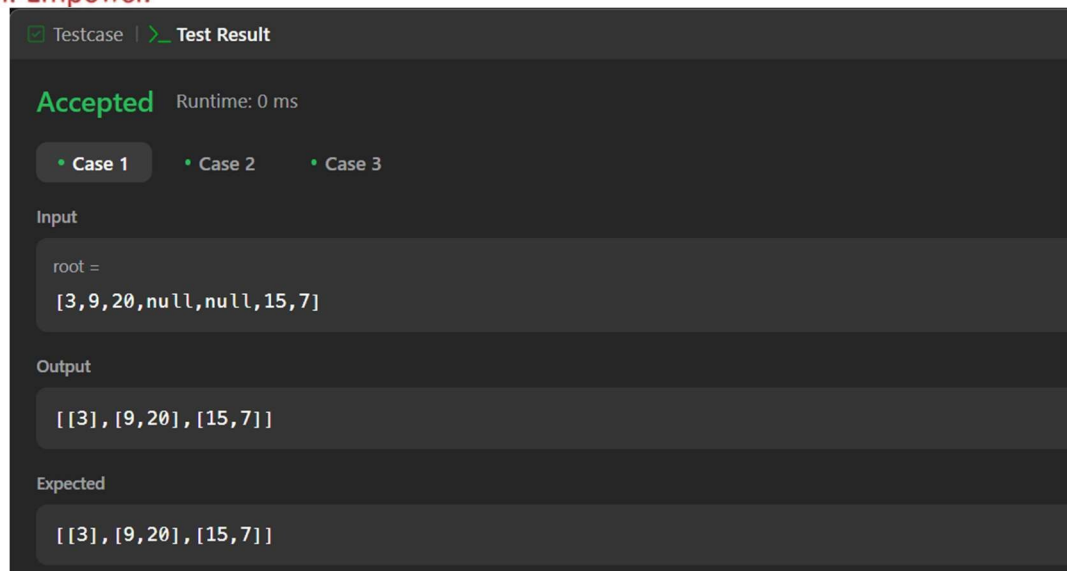 Testcase | >_ Test Result
Accepted Runtime: 0 ms
• Case 1 • Case 2 • Case 3
Input
root =
[3,9,20,null,null,15,7]
Output
[[3],[9,20],[15,7]]
Expected
[[3],[9,20],[15,7]]